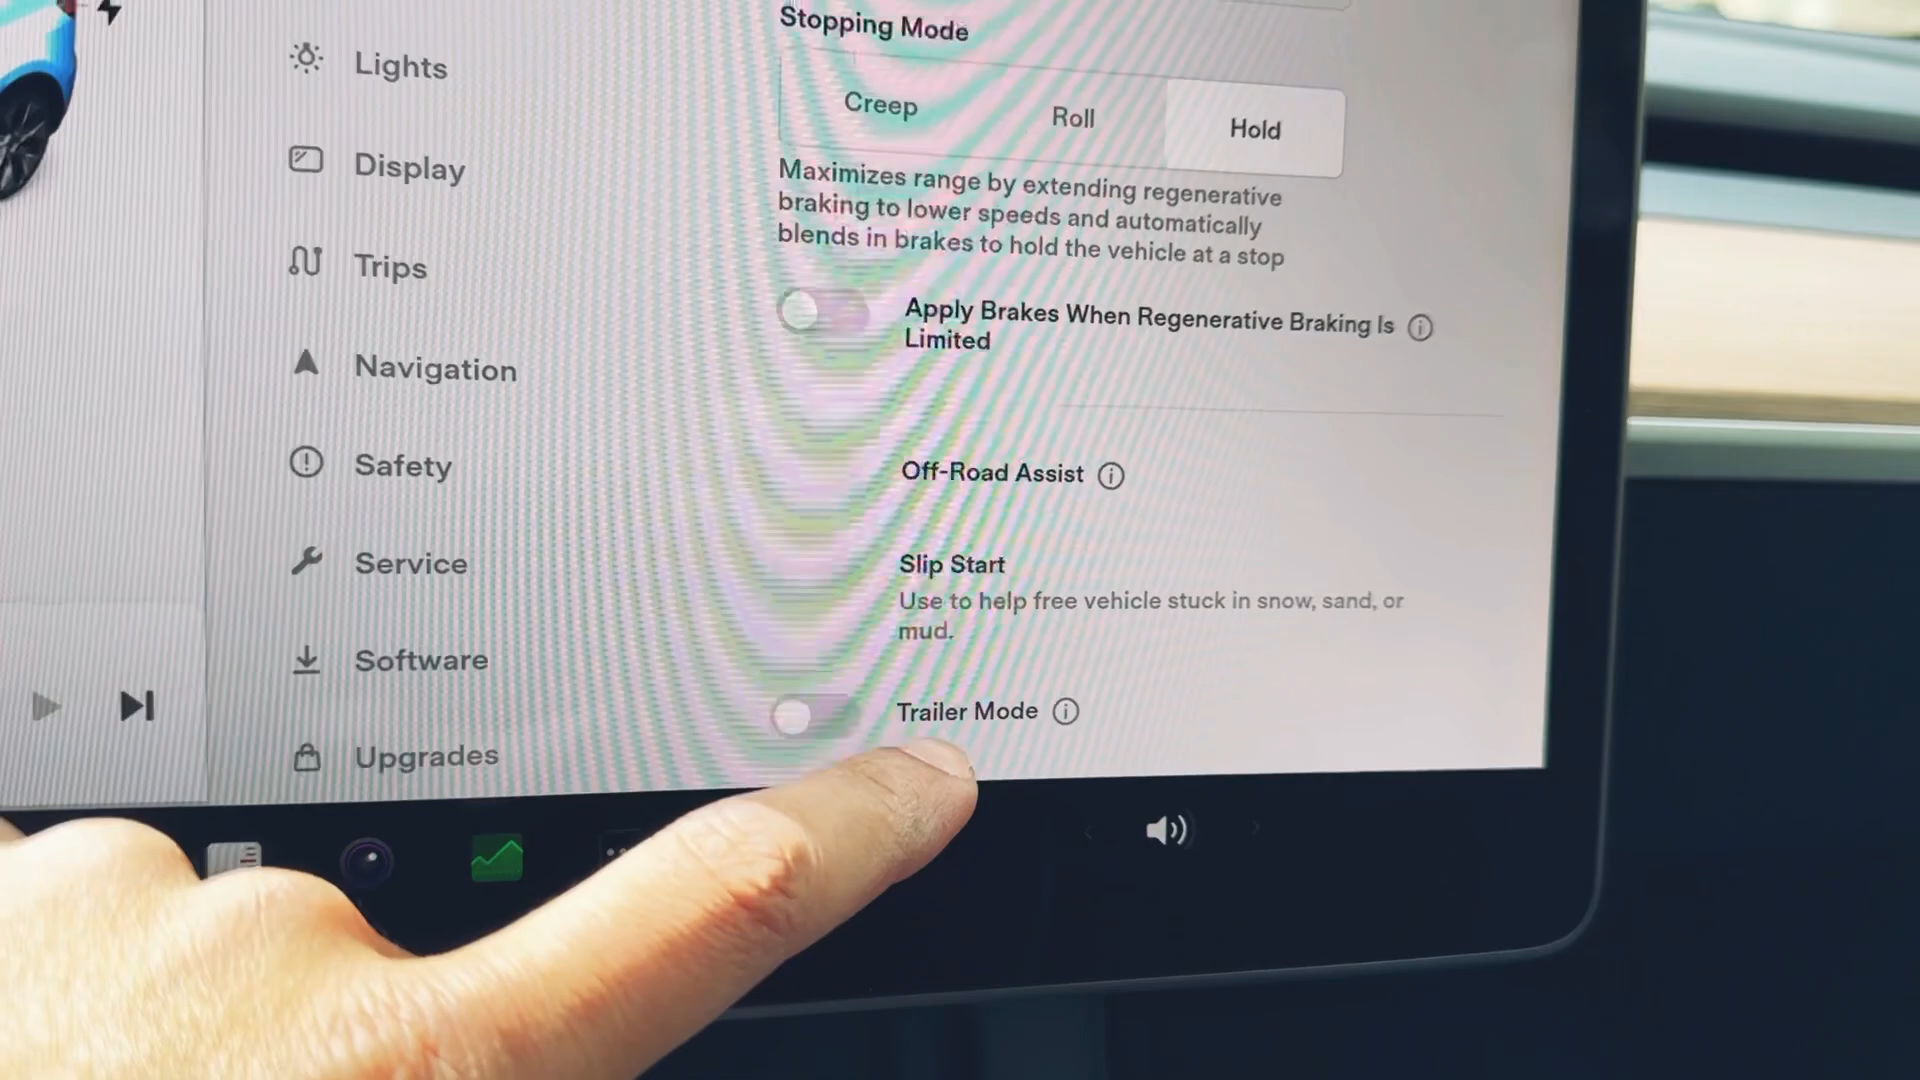 Lights
Display
Trips
Navigation
Safety
Service
Software
Upgrades
Stopping Mode
Creep
Roll
Hold
Maximizes range by extending regenerative
braking to lower speeds and automatically
blends in brakes to hold the vehicle at a stop
Apply Brakes When Regenerative Braking Is
Limited
Off-Road Assist
Slip Start
Use to help free vehicle stuck in snow, sand, or
mud.
Trailer Mode